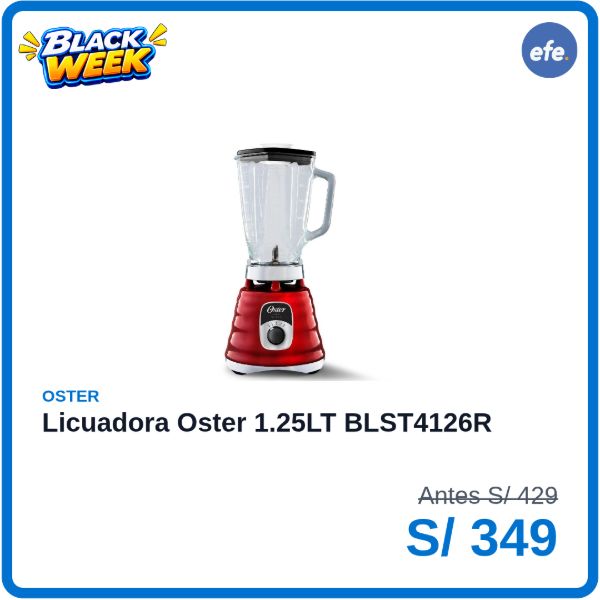 BLACK
WEEK
efe.
Oster
OSTER
Licuadora Oster 1.25LT BLST4126R
Antes S/ 429
S/ 349